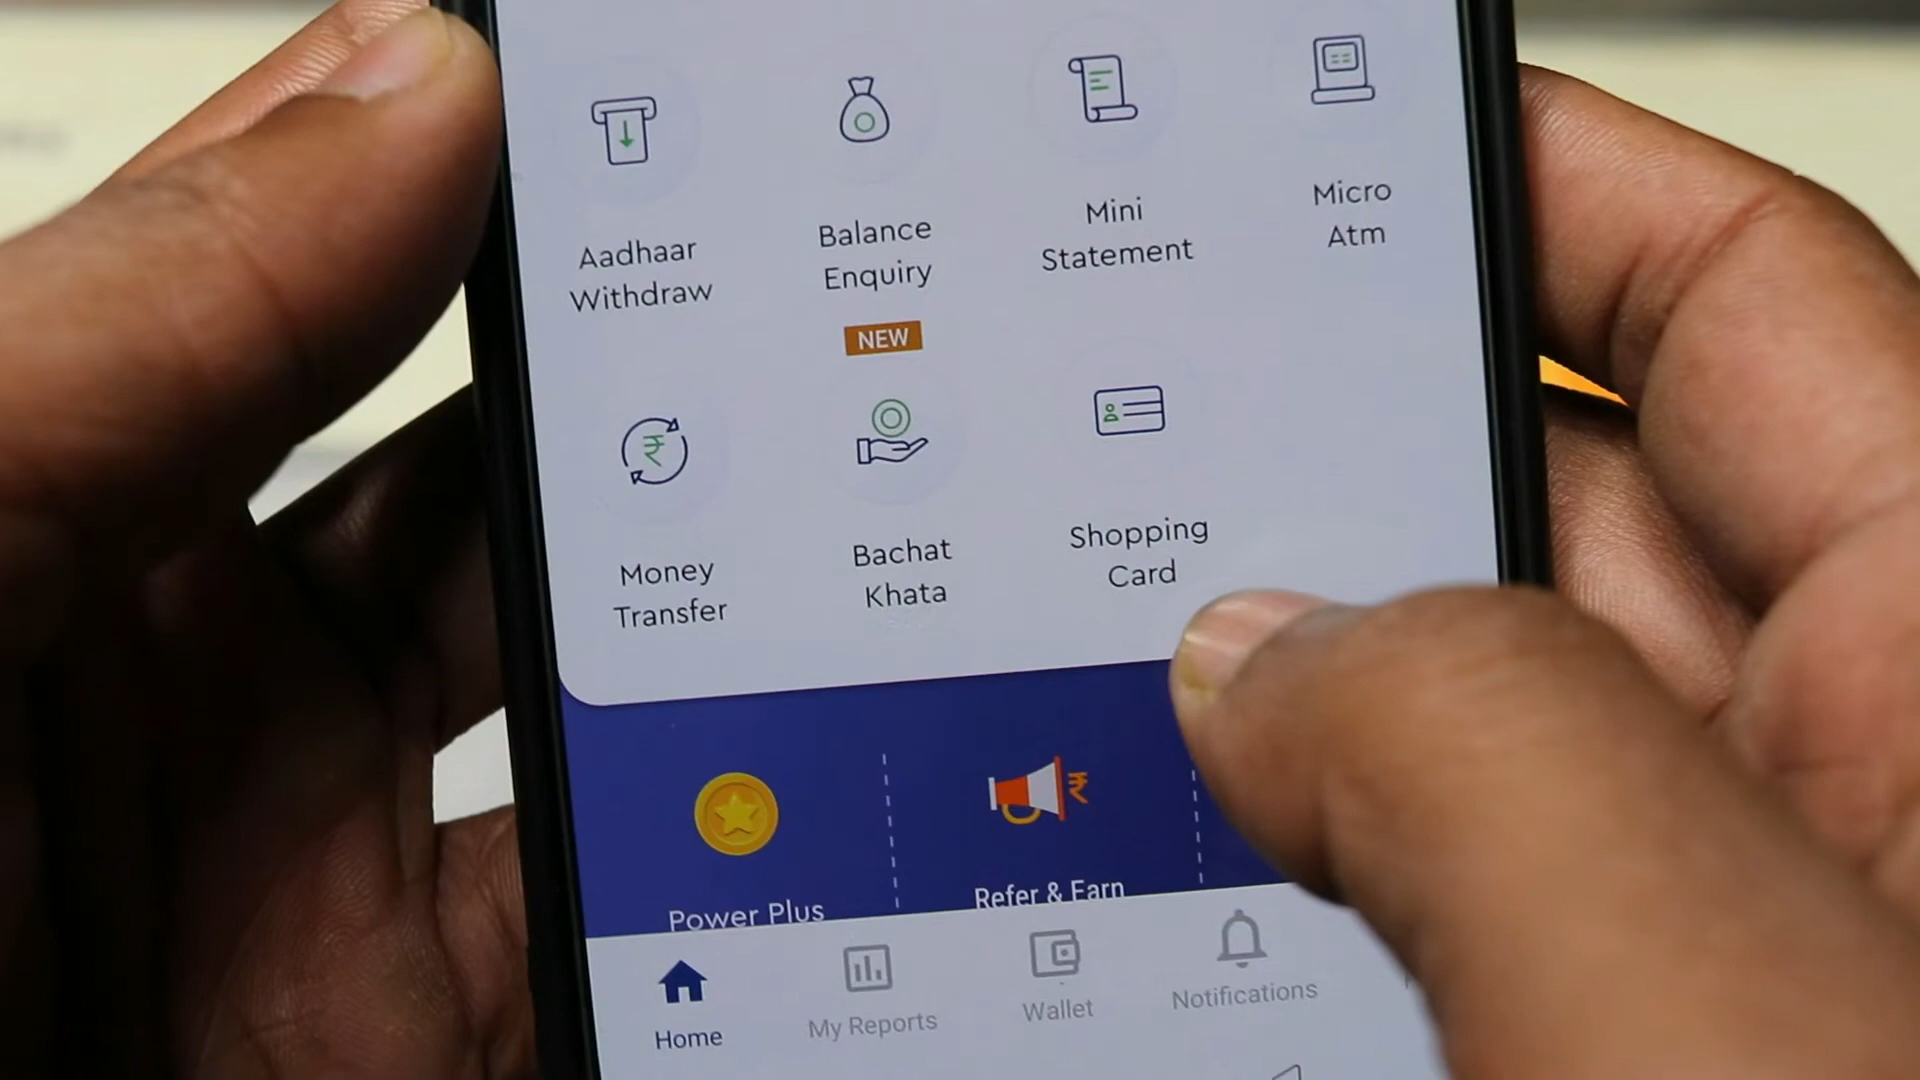 Aadhaar
Withdraw
Balance
Enquiry
Mini
Statement
Micro
Atm
NEW
Money
Transfer
Bachat
Khata
Shopping
Card
Power Plus
Refer & Earn
Home
My Reports
Wallet
Notifications